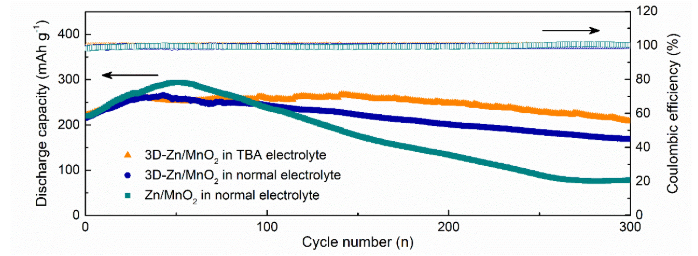 400
300
200
100
0
Discharge capacity (mAh g⁻¹)
120
100
80
60
40
20
0
Coulombic efficiency (%)
3D-Zn/MnO₂ in TBA electrolyte
3D-Zn/MnO₂ in normal electrolyte
Zn/MnO₂ in normal electrolyte
0 100 200 300
Cycle number (n)